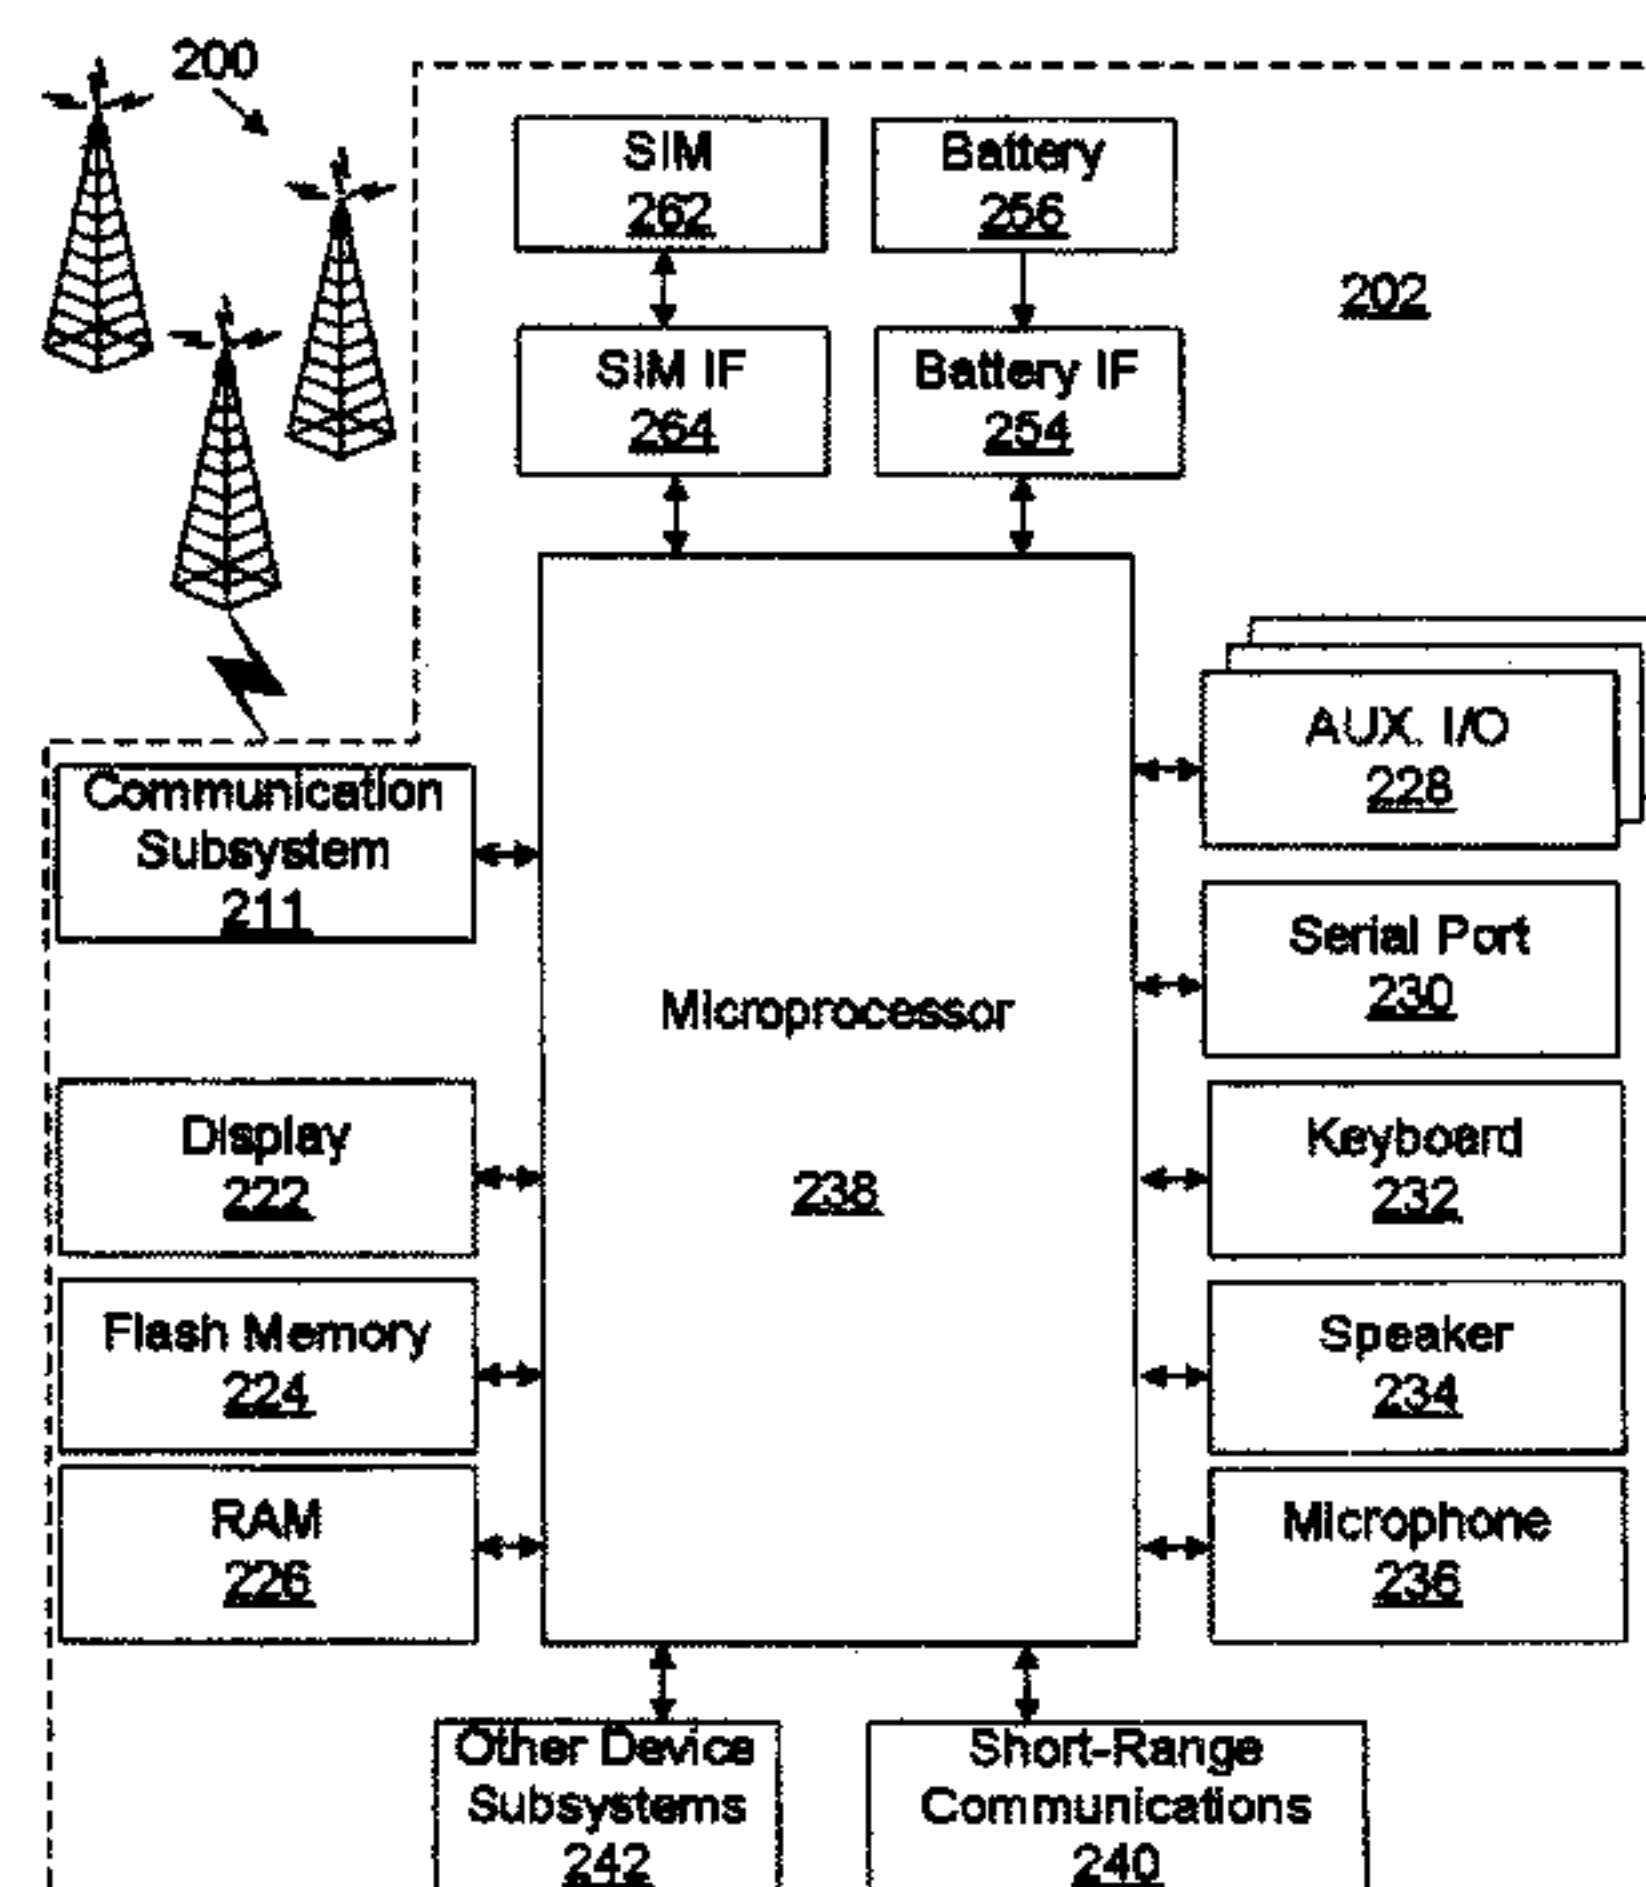 200
SIM
262
Battery
256
202
SIM IF
264
Battery IF
254
AUX. I/O
228
Communication
Subsystem
211
Serial Port
230
Microprocessor
238
Display
222
Keyboard
232
Flash Memory
224
Speaker
234
RAM
226
Microphone
236
Other Device
Subsystems
242
Short-Range
Communications
240